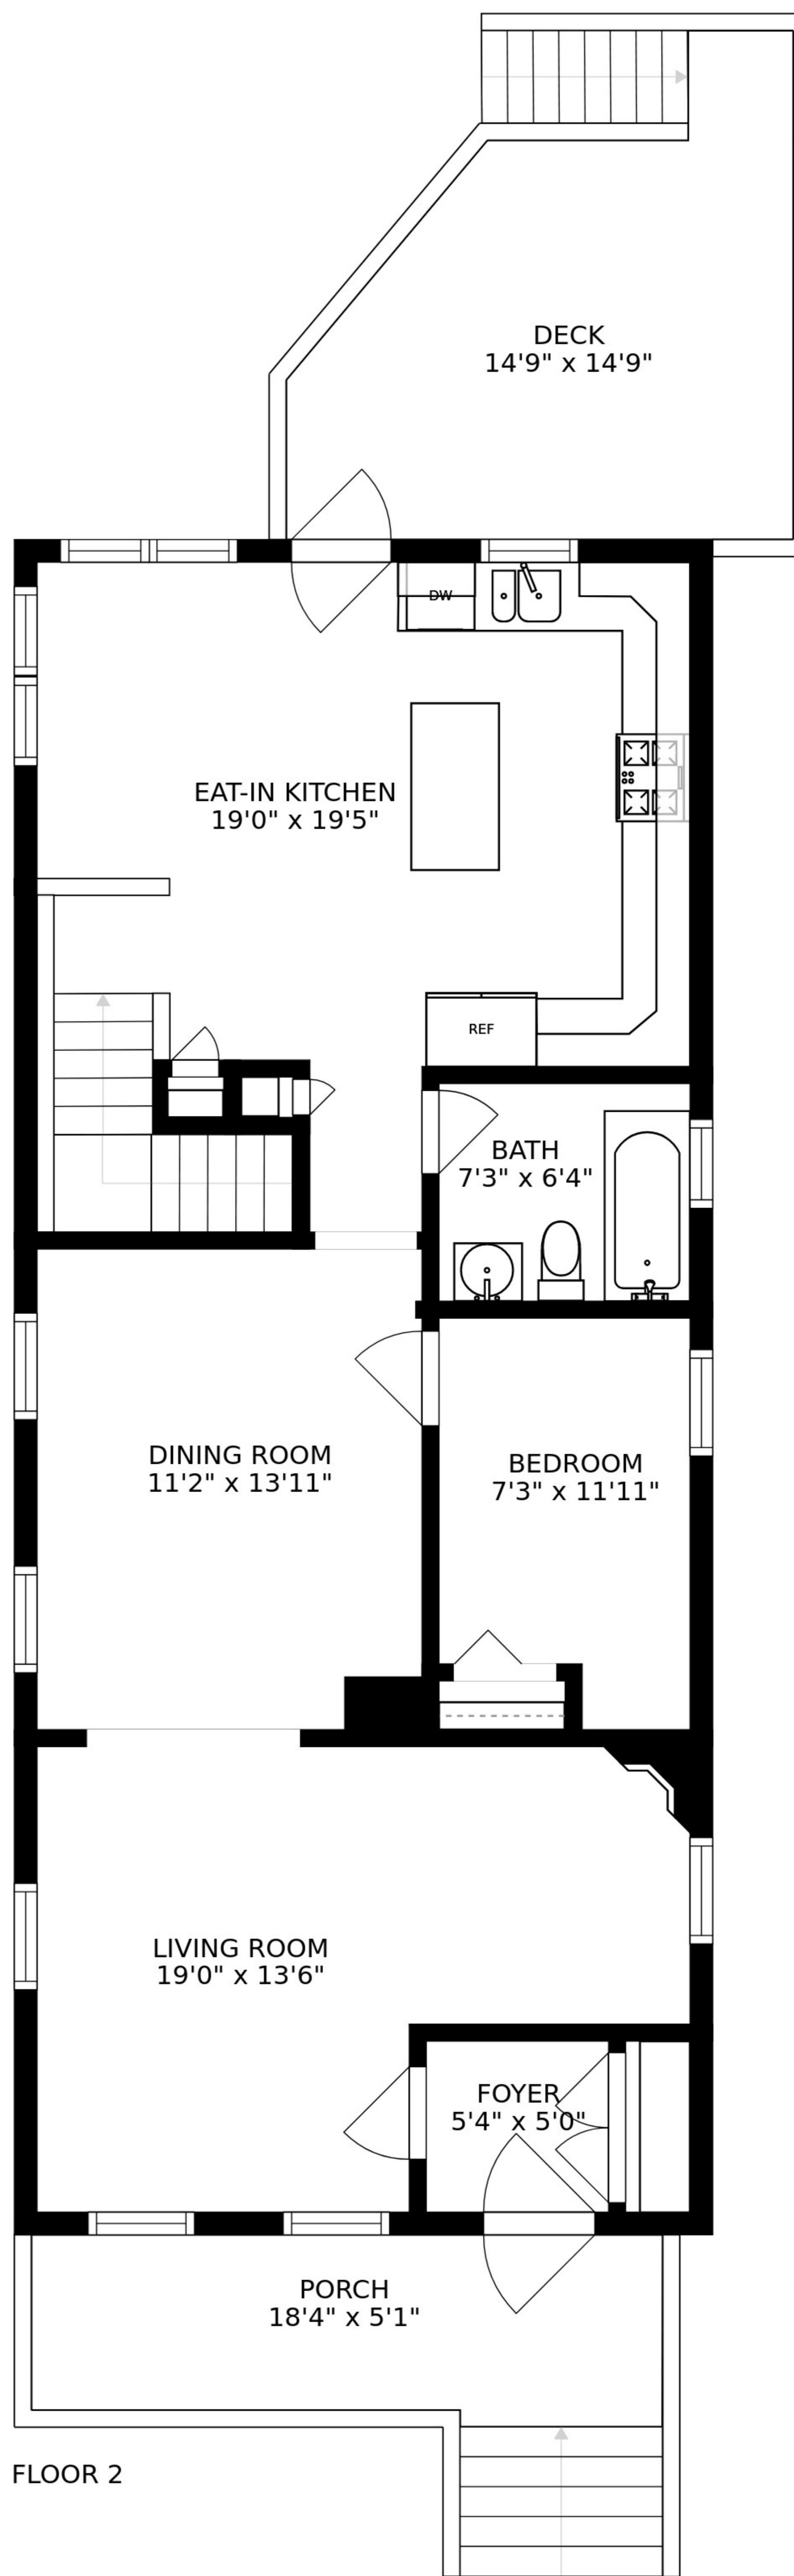 DECK
14'9" x 14'9"
DW
EAT-IN KITCHEN
19'0" x 19'5"
REF
BATH
7'3" x 6'4"
DINING ROOM
11'2" x 13'11"
BEDROOM
7'3" x 11'11"
LIVING ROOM
19'0" x 13'6"
FOYER
5'4" x 5'0"
PORCH
18'4" x 5'1"
FLOOR 2